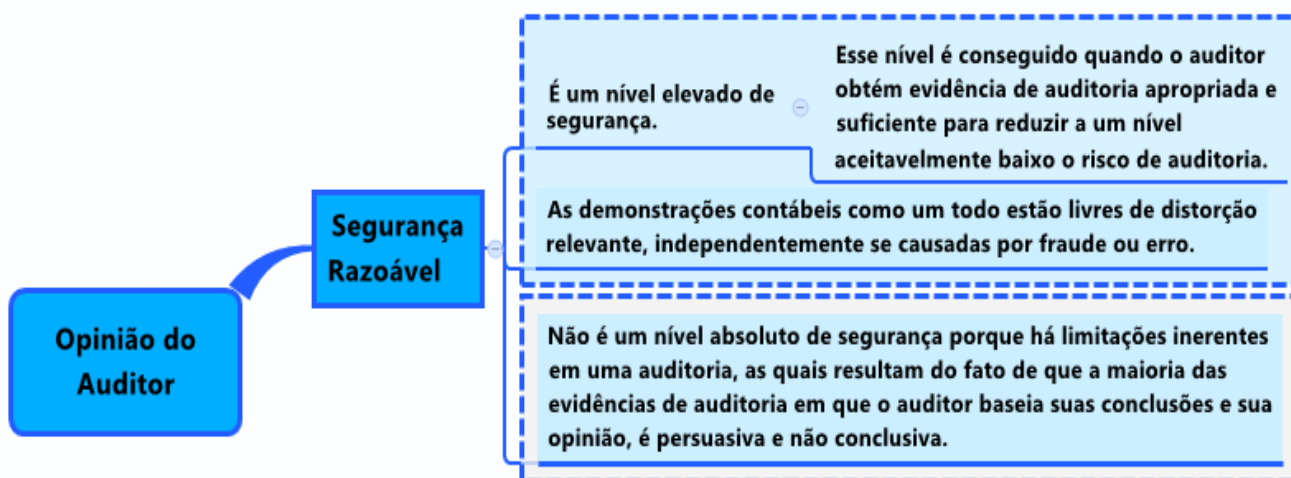 Opinião do
Auditor
Segurança
Razoável
É um nível elevado de
segurança.
Esse nível é conseguido quando o auditor
obtém evidência de auditoria apropriada e
suficiente para reduzir a um nível
aceitavelmente baixo o risco de auditoria.
As demonstrações contábeis como um todo estão livres de distorção
relevante, independentemente se causadas por fraude ou erro.
Não é um nível absoluto de segurança porque há limitações inerentes
em uma auditoria, as quais resultam do fato de que a maioria das
evidências de auditoria em que o auditor baseia suas conclusões e sua
opinião, é persuasiva e não conclusiva.